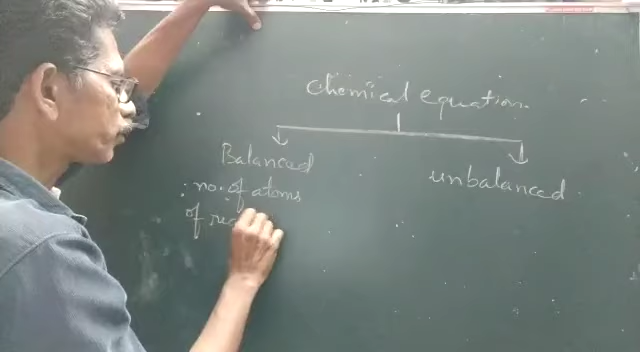 Chemical equation.
Balanced
unbalanced.
: no. of atoms
of